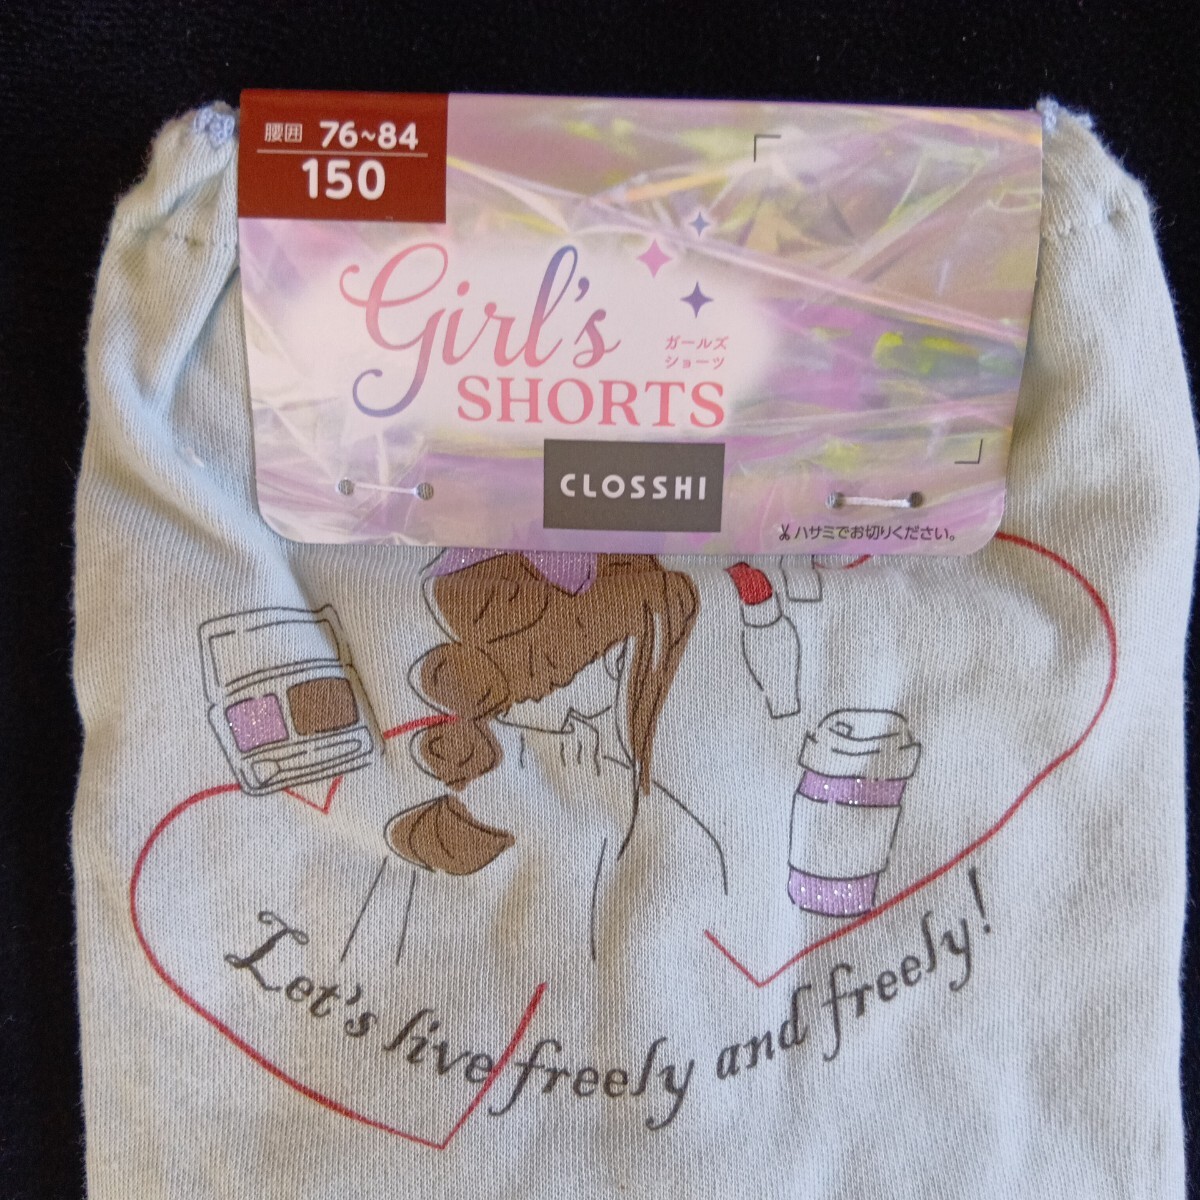 腰囲 76~84
150
Girl's
SHORTS
ガールズ
ショーツ
CLOSSHI
ハサミでお切りください。
Let's live freely and freely!